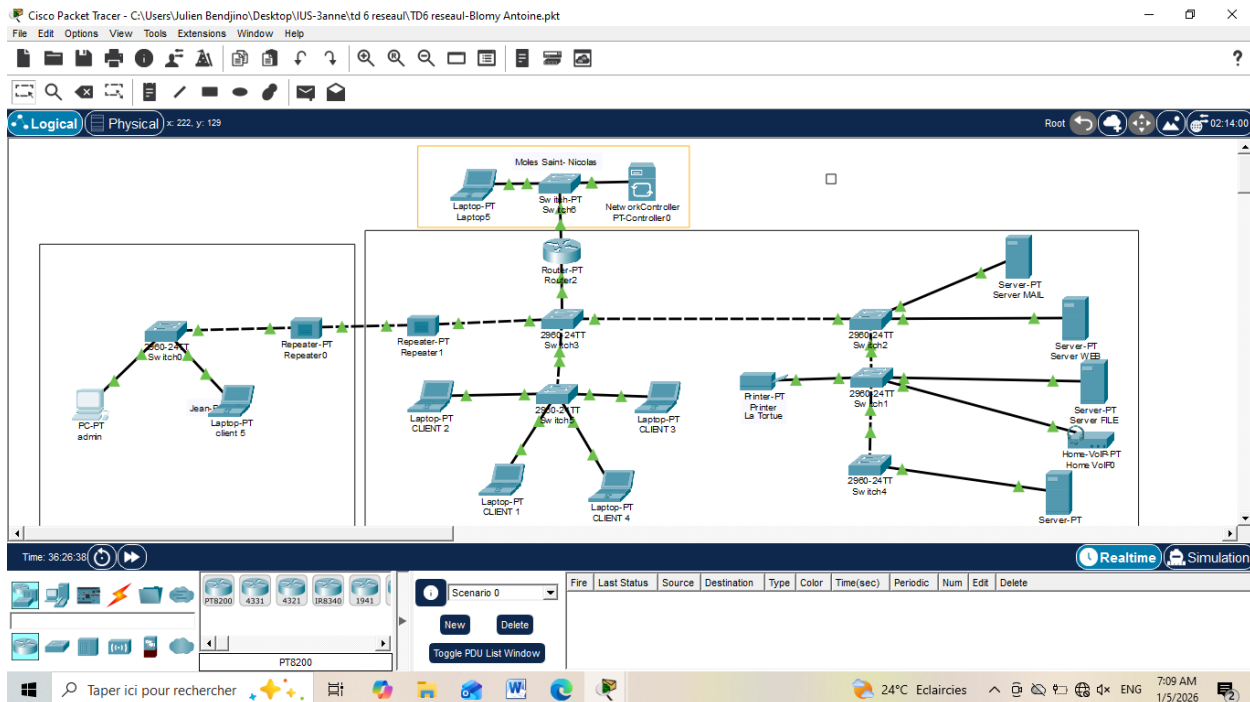 Cisco Packet Tracer - C:\Users\Julien Bendjino\Desktop\IUS-3anne\td 6 reseaul\TD6 reseaul-Blomy Antoine.pkt
File Edit Options View Tools Extensions Window Help
?
Logical Physical x: 222, y: 129 Root 02:14:00
Moles Saint- Nicolas
Laptop-PT
Laptop5
Switch-PT
Switch6
NetworkController
PT-Controller0
Router-PT
Router2
Server-PT
Server MAIL
2960-24TT
Switch0
Repeater-PT
Repeater0
Repeater-PT
Repeater1
2960-24TT
Switch3
2960-24TT
Switch2
Server-PT
Server WEB
PC-PT
admin
Jean-
Laptop-PT
client 5
Laptop-PT
CLIENT 2
2960-24TT
Switch5
Laptop-PT
CLIENT 3
Printer-PT
Printer
La Tortue
2960-24TT
Switch1
Server-PT
Server FILE
Home-VoIP-PT
Home VoIP0
Laptop-PT
CLIENT 1
Laptop-PT
CLIENT 4
2960-24TT
Switch4
Server-PT
Time: 36:26:38 Realtime Simulation
PT8200 4331 4321 IR8340 1941
PT8200
Scenario 0
New Delete
Toggle PDU List Window
Fire Last Status Source Destination Type Color Time(sec) Periodic Num Edit Delete
Taper ici pour rechercher
24°C Eclaircies ENG 7:09 AM
1/5/2026
2